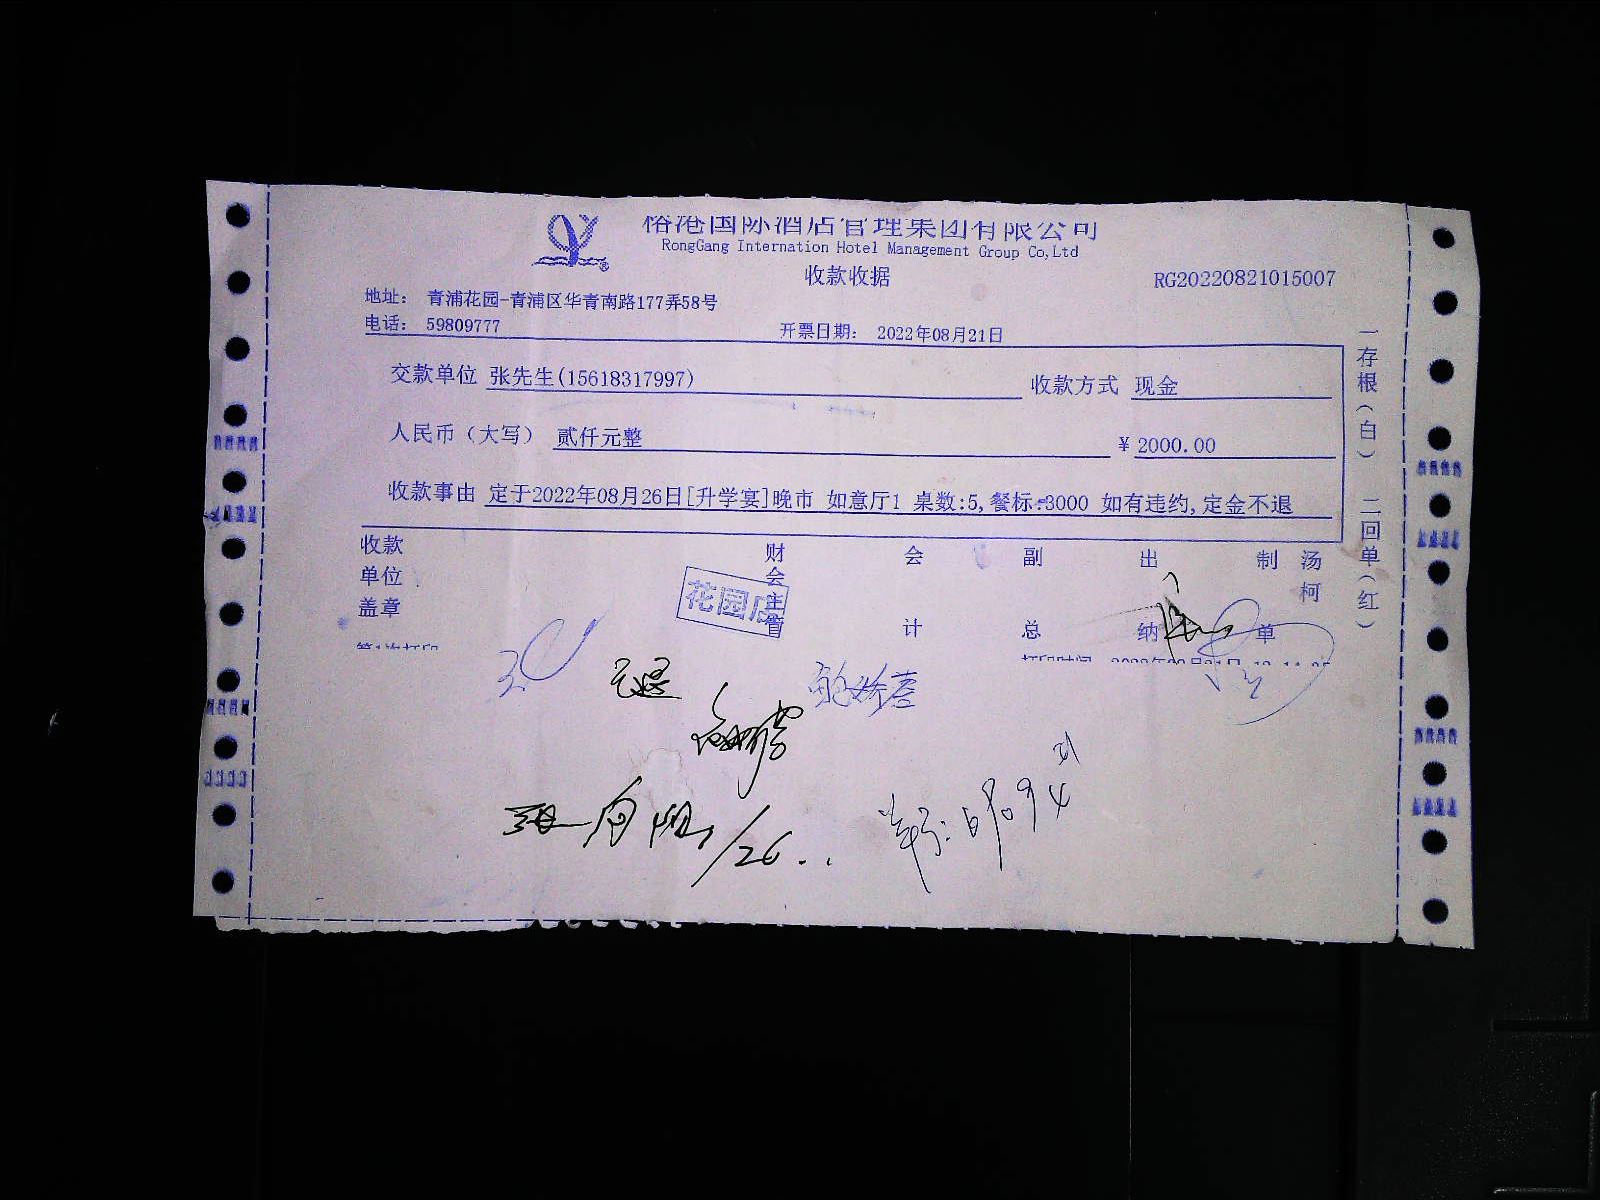 榕港国际酒店管理集团有限公司
RongGang Internation Hotel Management Group Co,Ltd
收款收据
RG20220821015007
地址： 青浦花园-青浦区华青南路177弄58号
电话： 59809777
开票日期： 2022年08月21日
交款单位 张先生(15618317997)
收款方式 现金
人民币（大写） 贰仟元整
¥ 2000.00
收款事由 定于2022年08月26日[升学宴]晚市 如意厅1 桌数:5,餐标:3000 如有违约,定金不退
一存根（白） 二回单（红）
收款单位盖章
财会主管
会计
副总
出纳
制单
汤柯
花园店
已退
单号: